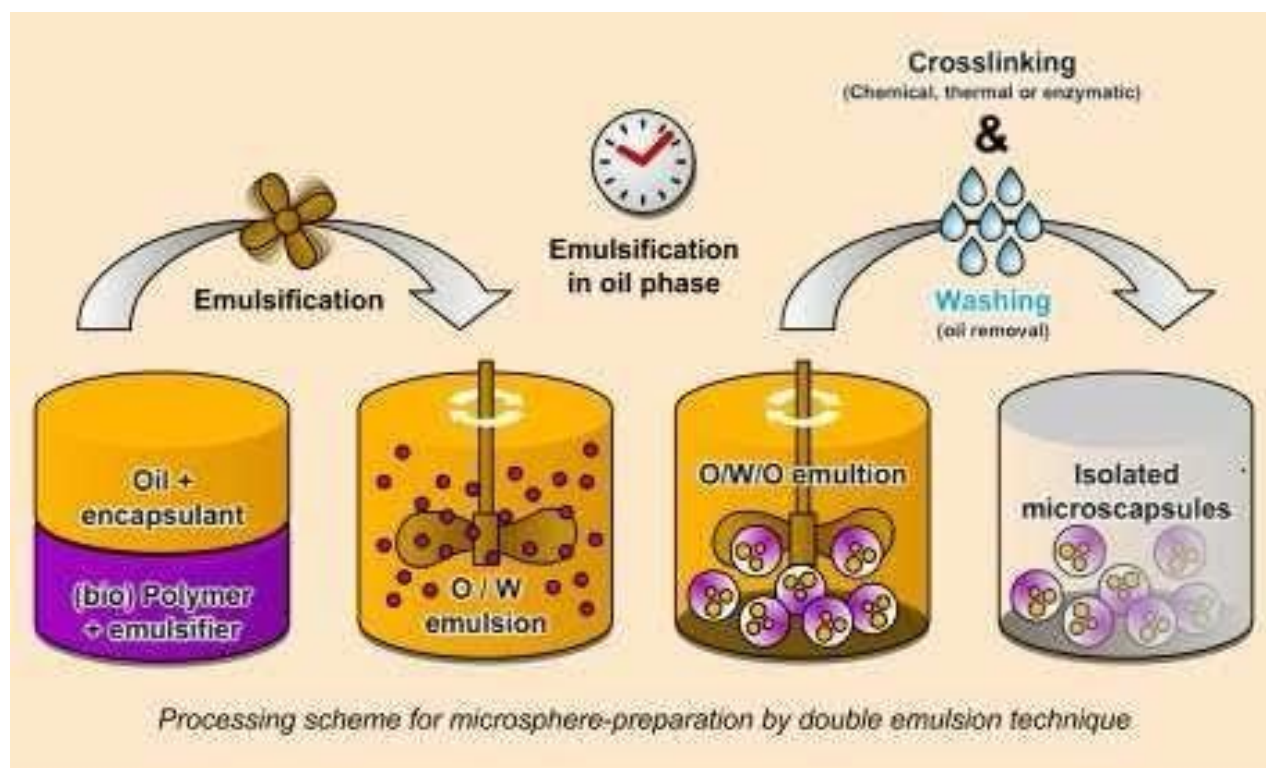 Crosslinking
(Chemical, thermal or enzymatic)
&
Emulsification
Emulsification
in oil phase
Washing
(oil removal)
Oil +
encapsulant
(bio) Polymer
+ emulsifier
O / W
emulsion
O/W/O emultion
Isolated
microscapsules
Processing scheme for microsphere-preparation by double emulsion technique